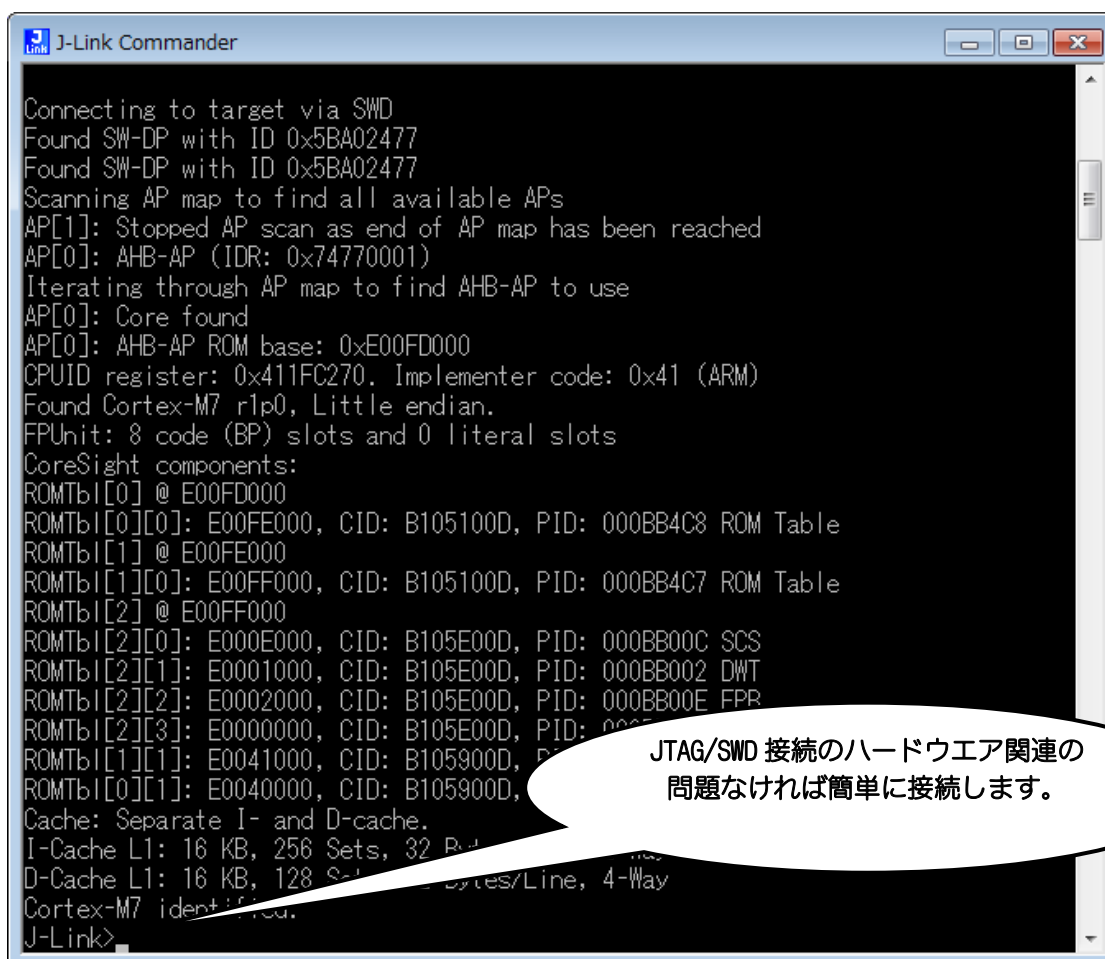 J-Link Commander
Connecting to target via SWD
Found SW-DP with ID 0x5BA02477
Found SW-DP with ID 0x5BA02477
Scanning AP map to find all available APs
AP[1]: Stopped AP scan as end of AP map has been reached
AP[0]: AHB-AP (IDR: 0x74770001)
Iterating through AP map to find AHB-AP to use
AP[0]: Core found
AP[0]: AHB-AP ROM base: 0xE00FD000
CPUID register: 0x411FC270. Implementer code: 0x41 (ARM)
Found Cortex-M7 r1p0, Little endian.
FPUnit: 8 code (BP) slots and 0 literal slots
CoreSight components:
ROMTbl[0] @ E00FD000
ROMTbl[0][0]: E00FE000, CID: B105100D, PID: 000BB4C8 ROM Table
ROMTbl[1] @ E00FE000
ROMTbl[1][0]: E00FF000, CID: B105100D, PID: 000BB4C7 ROM Table
ROMTbl[2] @ E00FF000
ROMTbl[2][0]: E000E000, CID: B105E00D, PID: 000BB00C SCS
ROMTbl[2][1]: E0001000, CID: B105E00D, PID: 000BB002 DWT
ROMTbl[2][2]: E0002000, CID: B105E00D, PID: 000BB00E FPB
ROMTbl[2][3]: E0000000, CID: B105E00D, PID:
ROMTbl[1][1]: E0041000, CID: B105900D,
ROMTbl[0][1]: E0040000, CID: B105900D,
JTAG/SWD 接続のハードウエア関連の
問題なければ簡単に接続します。
Cache: Separate I- and D-cache.
I-Cache L1: 16 KB, 256 Sets, 32
D-Cache L1: 16 KB, 128 Bytes/Line, 4-Way
Cortex-M7 identified.
J-Link>